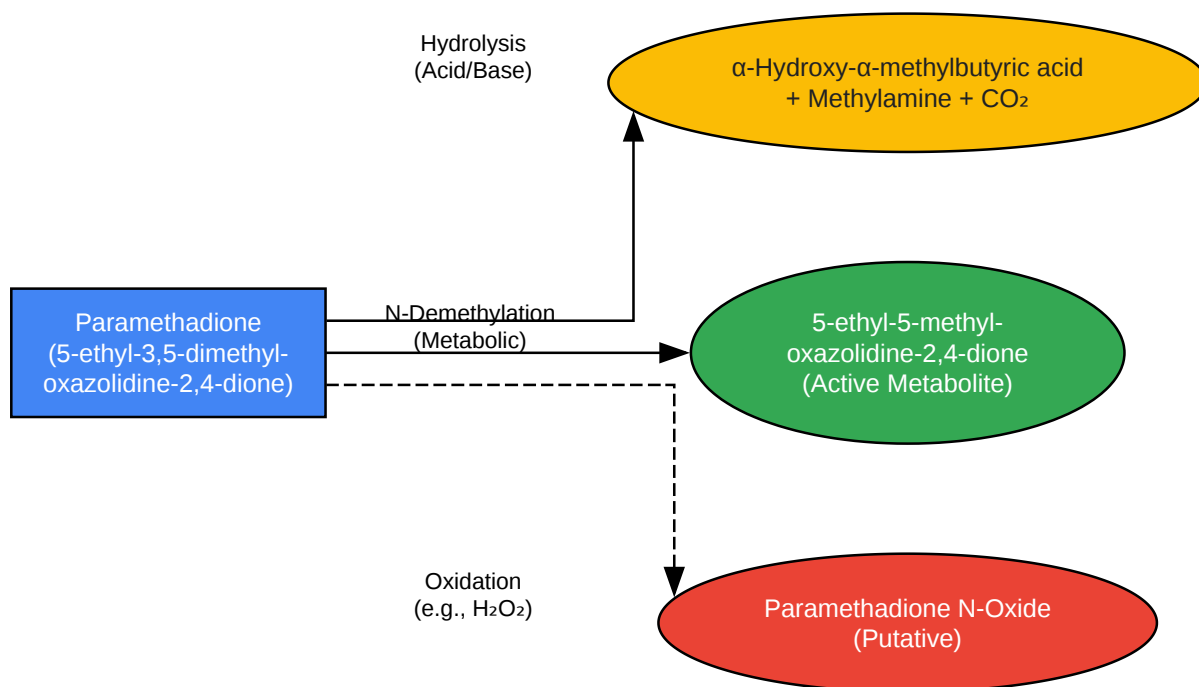 Hydrolysis
(Acid/Base)
α-Hydroxy-α-methylbutyric acid
+ Methylamine + CO₂
Paramethadione
(5-ethyl-3,5-dimethyl-
oxazolidine-2,4-dione)
N-Demethylation
(Metabolic)
5-ethyl-5-methyl-
oxazolidine-2,4-dione
(Active Metabolite)
Oxidation
(e.g., H₂O₂)
Paramethadione N-Oxide
(Putative)